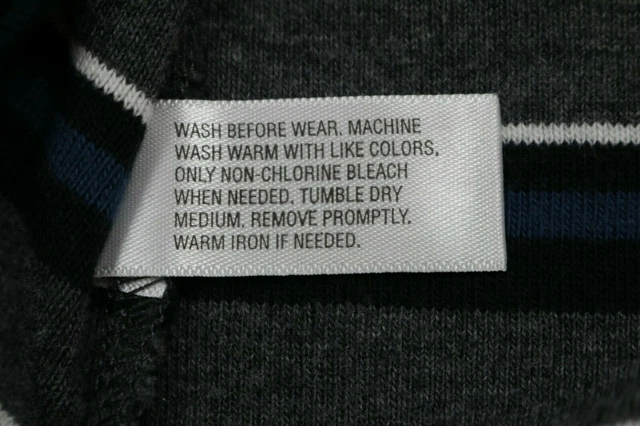 WASH BEFORE WEAR. MACHINE
WASH WARM WITH LIKE COLORS.
ONLY NON-CHLORINE BLEACH
WHEN NEEDED. TUMBLE DRY
MEDIUM. REMOVE PROMPTLY.
WARM IRON IF NEEDED.